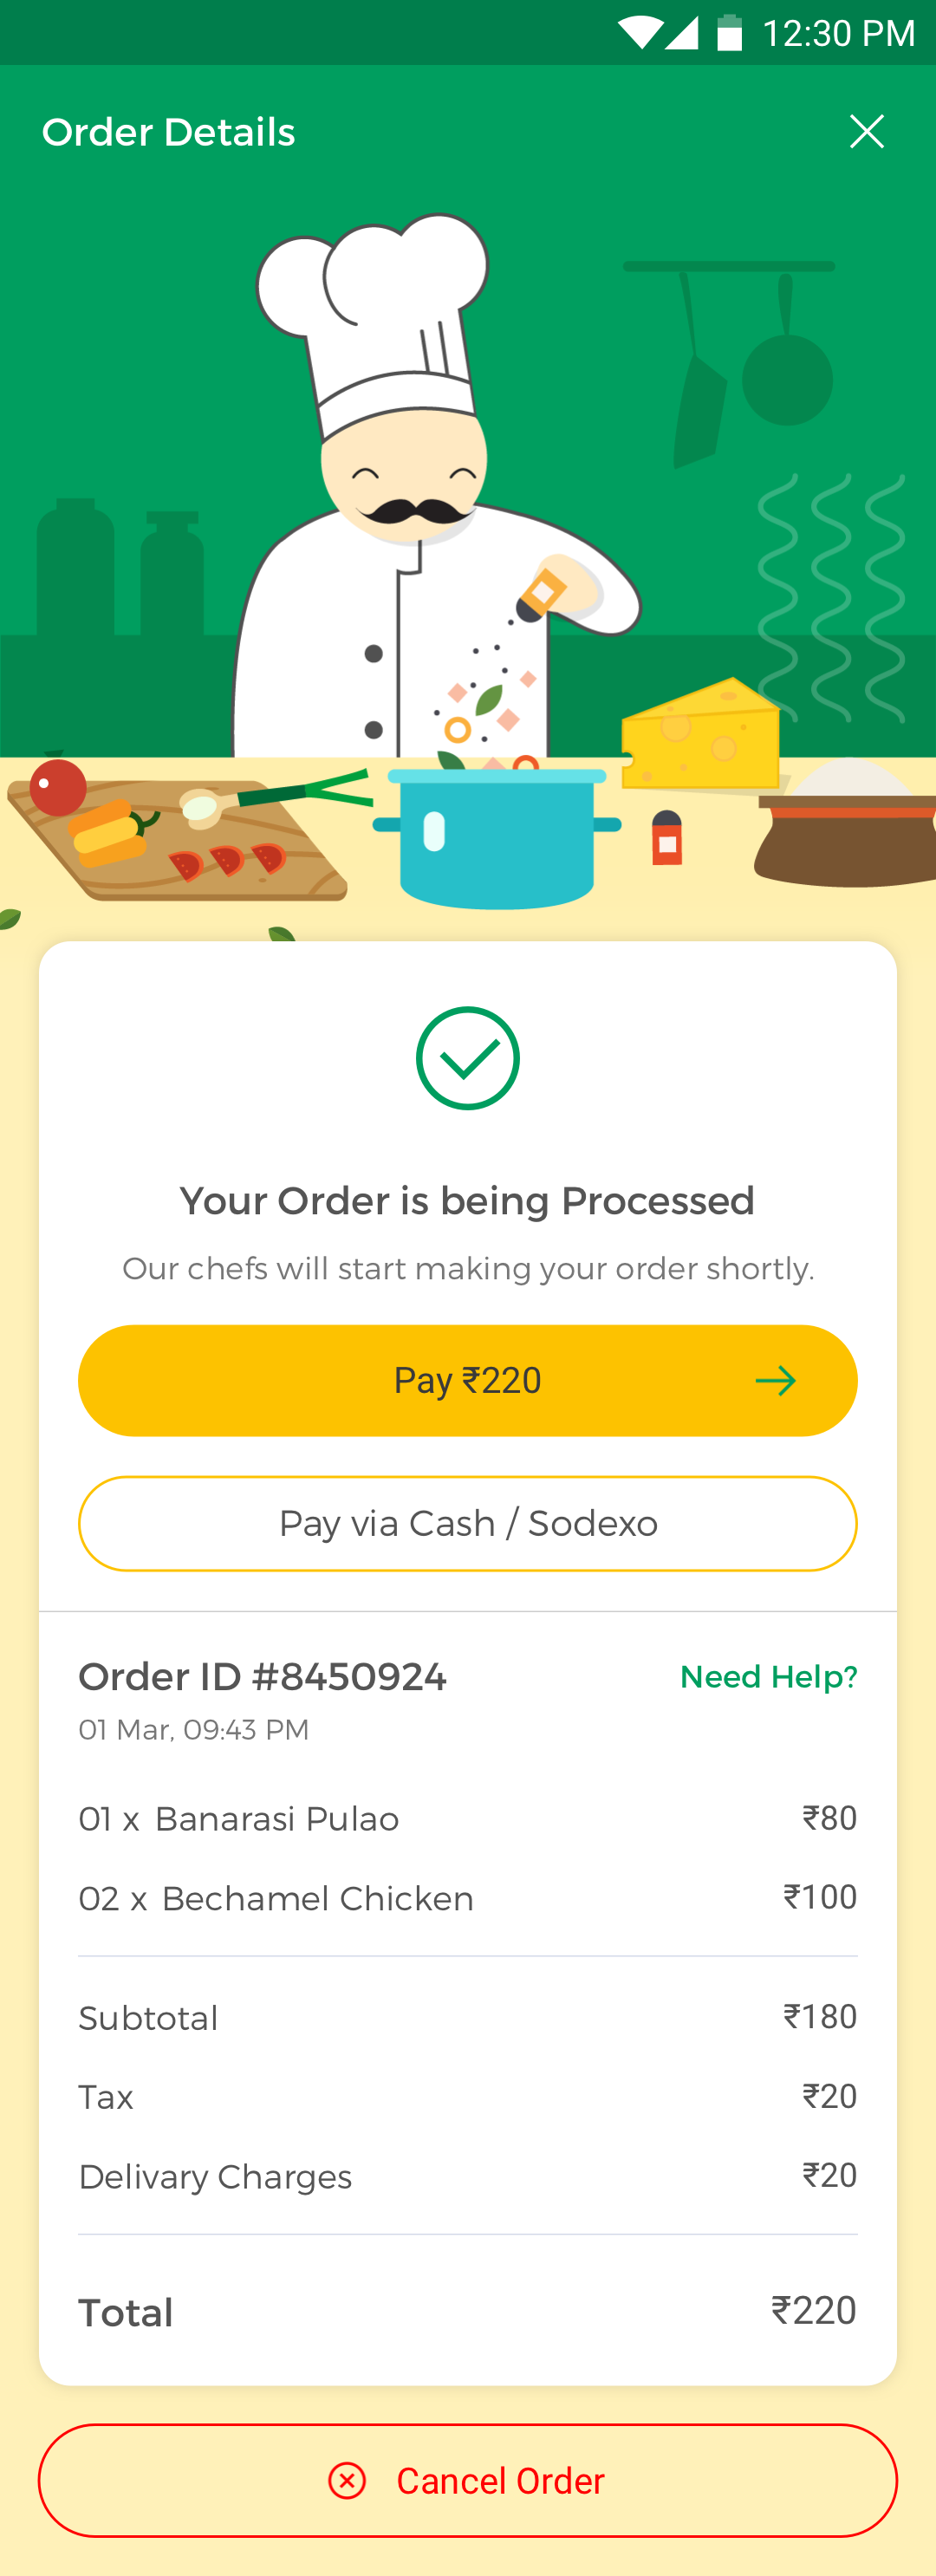 12:30 PM
Order Details
Your Order is being Processed
Our chefs will start making your order shortly.
Pay ₹220
Pay via Cash / Sodexo
Order ID #8450924
Need Help?
01 Mar, 09:43 PM
01 x Banarasi Pulao ₹80
02 x Bechamel Chicken ₹100
Subtotal ₹180
Tax ₹20
Delivary Charges ₹20
Total ₹220
Cancel Order